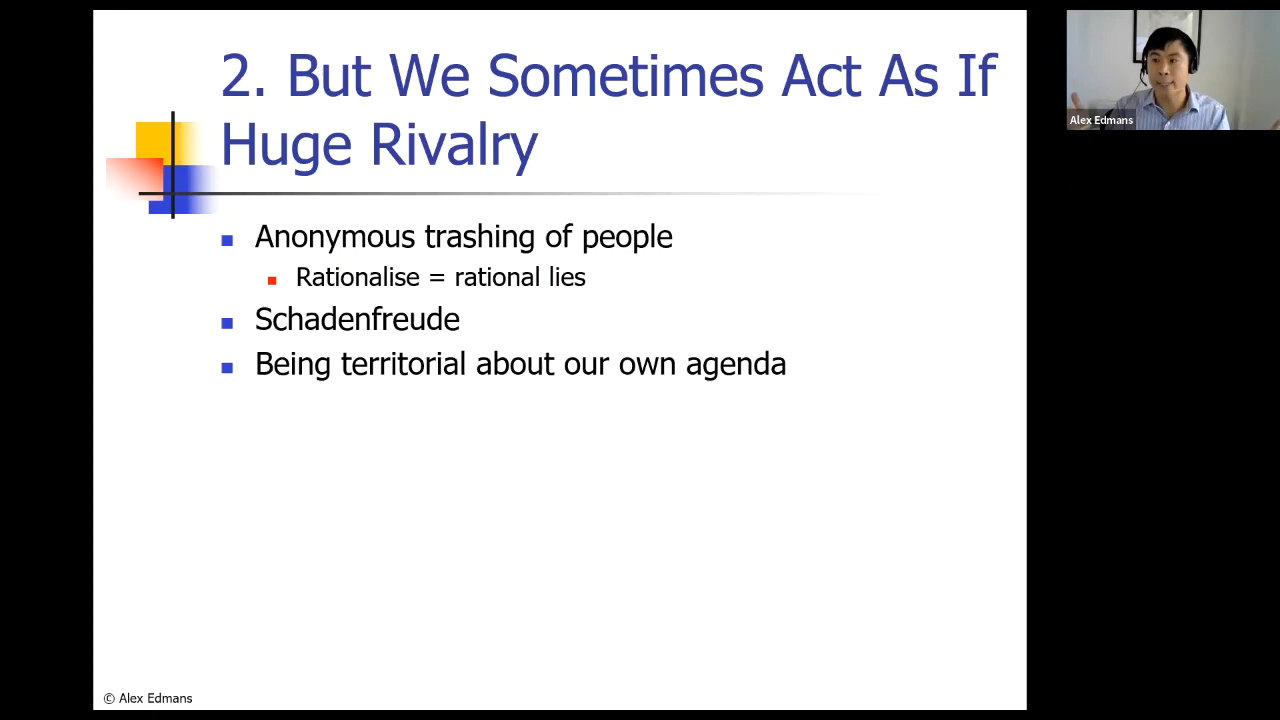 2. But We Sometimes Act As If
Huge Rivalry
Anonymous trashing of people
Rationalise = rational lies
Schadenfreude
Being territorial about our own agenda
© Alex Edmans
Alex Edmans